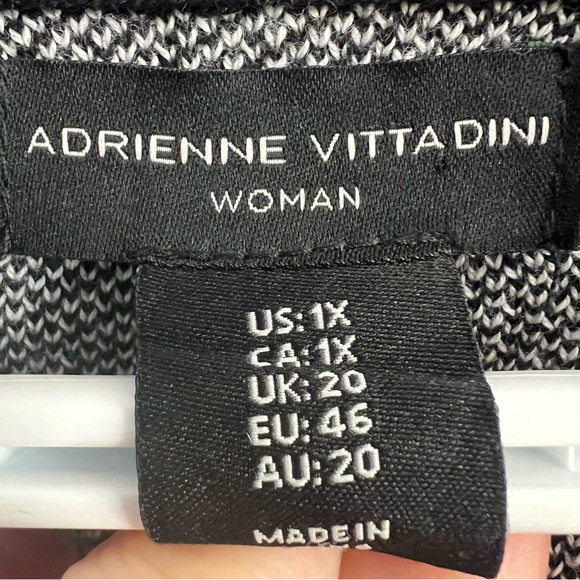 ADRIENNE VITTADINI
WOMAN
US: 1X
CA: 1X
UK: 20
EU: 46
AU: 20
MADE IN